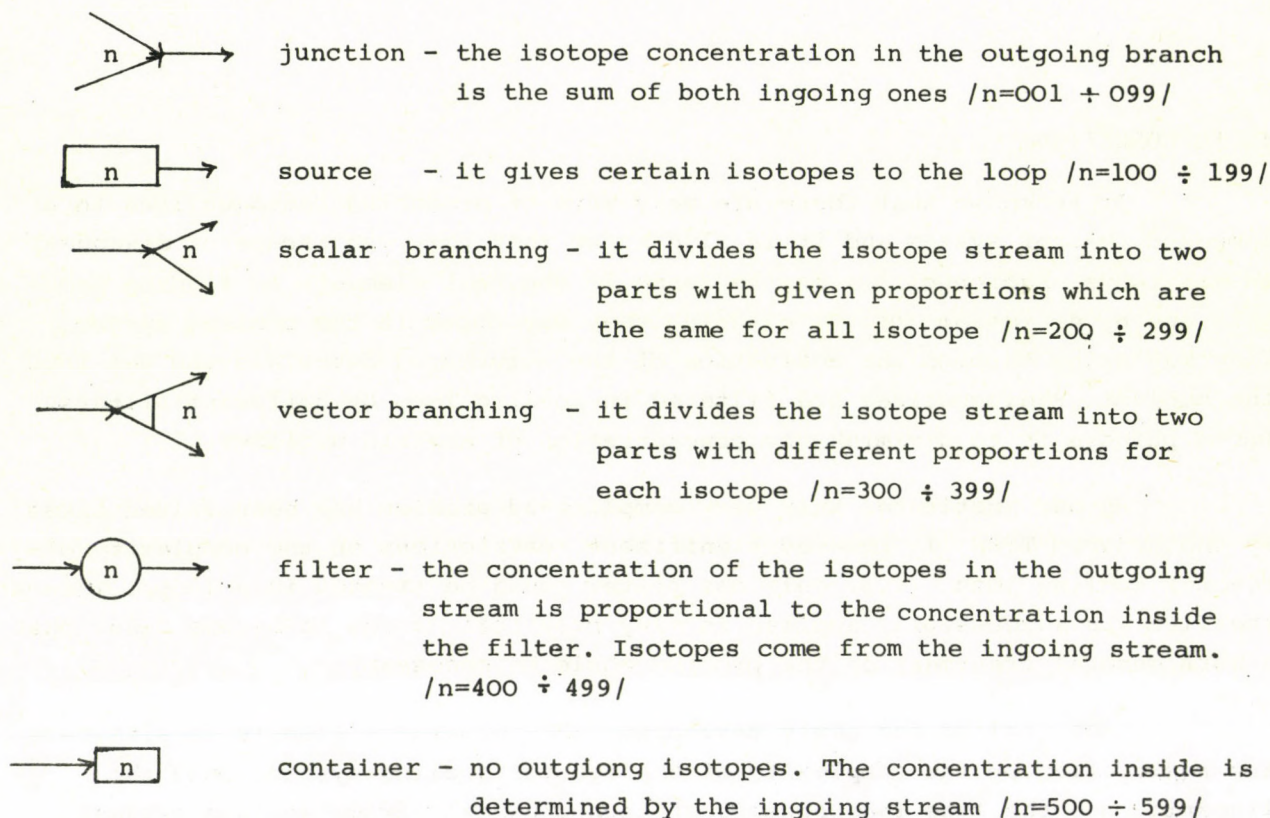 n junction - the isotope concentration in the outgoing branch
is the sum of both ingoing ones /n=001 ÷ 099/
n source - it gives certain isotopes to the loop /n=100 ÷ 199/
n scalar branching - it divides the isotope stream into two
parts with given proportions which are
the same for all isotope /n=200 ÷ 299/
n vector branching - it divides the isotope stream into two
parts with different proportions for
each isotope /n=300 ÷ 399/
n filter - the concentration of the isotopes in the outgoing
stream is proportional to the concentration inside
the filter. Isotopes come from the ingoing stream.
/n=400 ÷ 499/
n container - no outgiong isotopes. The concentration inside is
determined by the ingoing stream /n=500 ÷ 599/